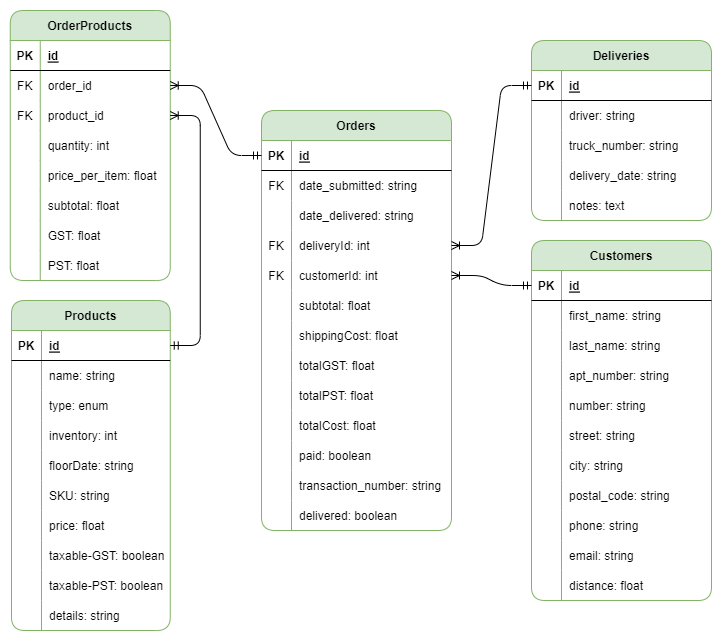 OrderProducts
PK id
FK order_id
FK product_id
quantity: int
price_per_item: float
subtotal: float
GST: float
PST: float
Products
PK id
name: string
type: enum
inventory: int
floorDate: string
SKU: string
price: float
taxable-GST: boolean
taxable-PST: boolean
details: string
Orders
PK id
FK date_submitted: string
date_delivered: string
FK deliveryId: int
FK customerId: int
subtotal: float
shippingCost: float
totalGST: float
totalPST: float
totalCost: float
paid: boolean
transaction_number: string
delivered: boolean
Deliveries
PK id
driver: string
truck_number: string
delivery_date: string
notes: text
Customers
PK id
first_name: string
last_name: string
apt_number: string
number: string
street: string
city: string
postal_code: string
phone: string
email: string
distance: float